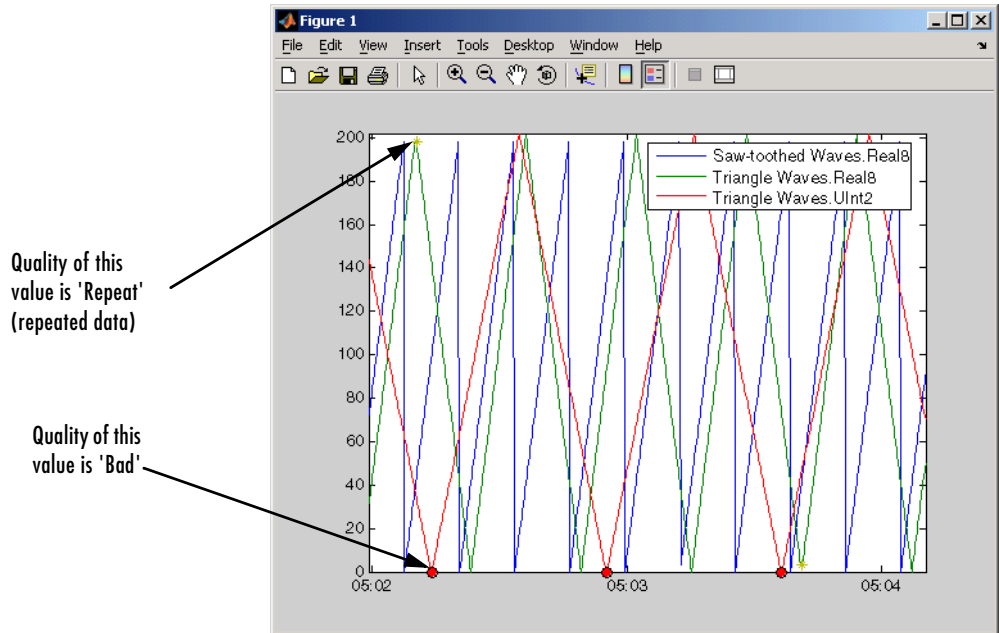 Figure 1
File Edit View Insert Tools Desktop Window Help
200
180
160
140
120
100
80
60
40
20
0
05:02 05:03 05:04
Saw-toothed Waves.Real8
Triangle Waves.Real8
Triangle Waves.UInt2
Quality of this
value is 'Repeat'
(repeated data)
Quality of this
value is 'Bad'